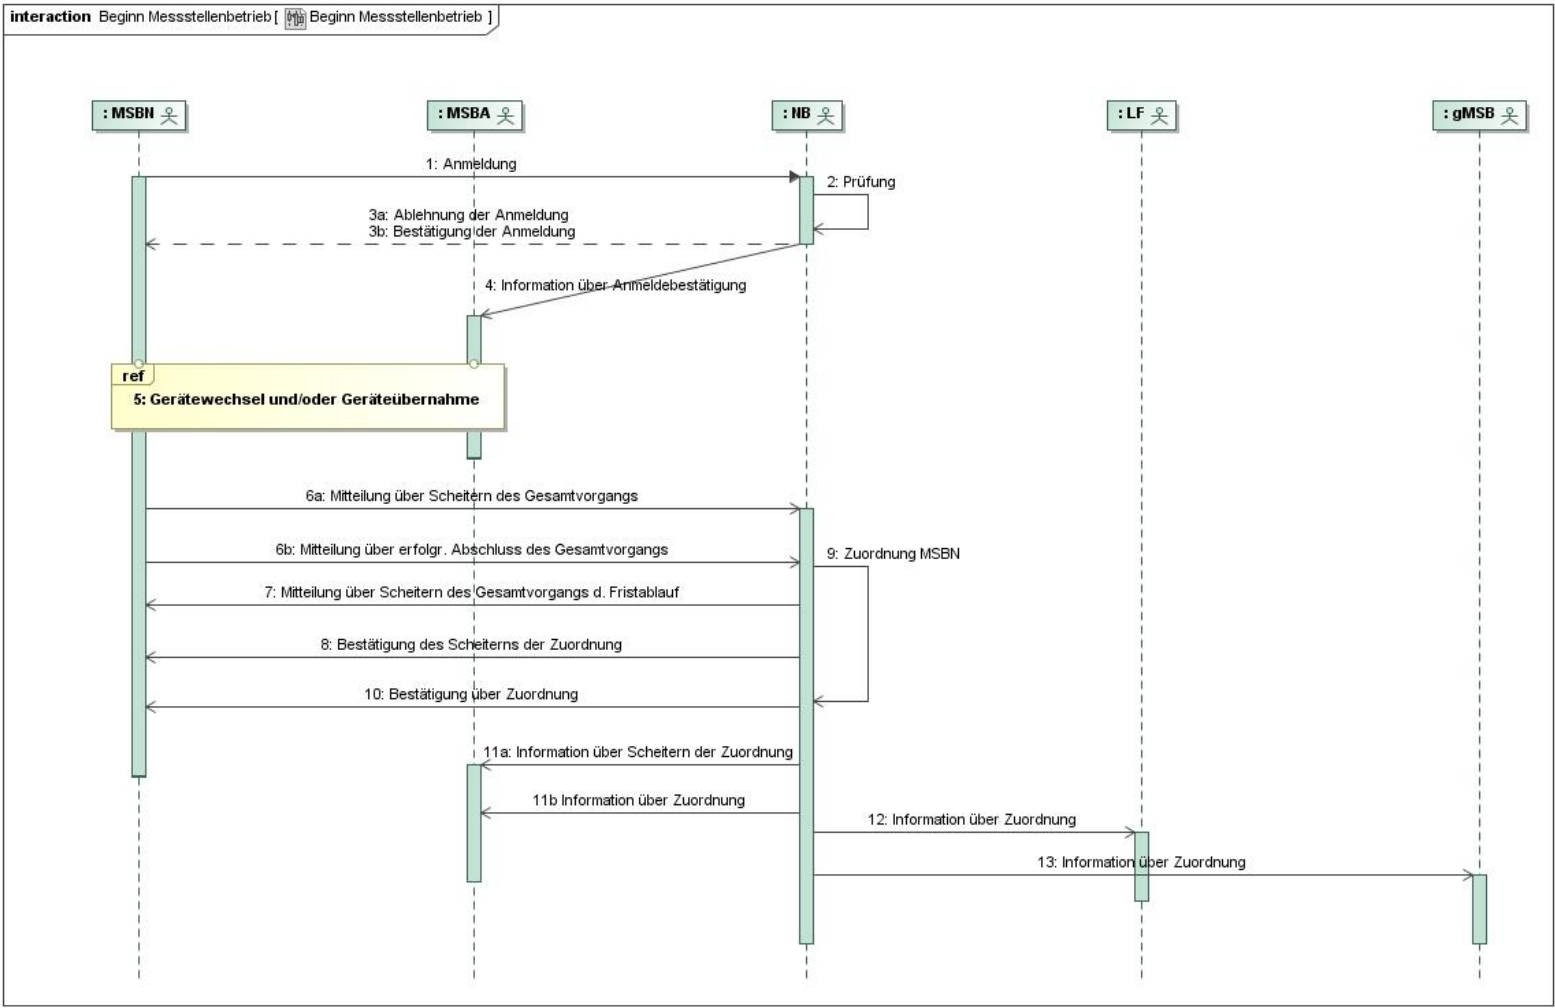 interaction Beginn Messstellenbetrieb [ Beginn Messstellenbetrieb ]
: MSBN
: MSBA
: NB
: LF
: gMSB
1: Anmeldung
2: Prüfung
3a: Ablehnung der Anmeldung
3b: Bestätigung der Anmeldung
4: Information über Anmeldebestätigung
ref
5: Gerätewechsel und/oder Geräteübernahme
6a: Mitteilung über Scheitern des Gesamtvorgangs
6b: Mitteilung über erfolgr. Abschluss des Gesamtvorgangs
9: Zuordnung MSBN
7: Mitteilung über Scheitern des Gesamtvorgangs d. Fristablauf
8: Bestätigung des Scheiterns der Zuordnung
10: Bestätigung über Zuordnung
11a: Information über Scheitern der Zuordnung
11b Information über Zuordnung
12: Information über Zuordnung
13: Information über Zuordnung